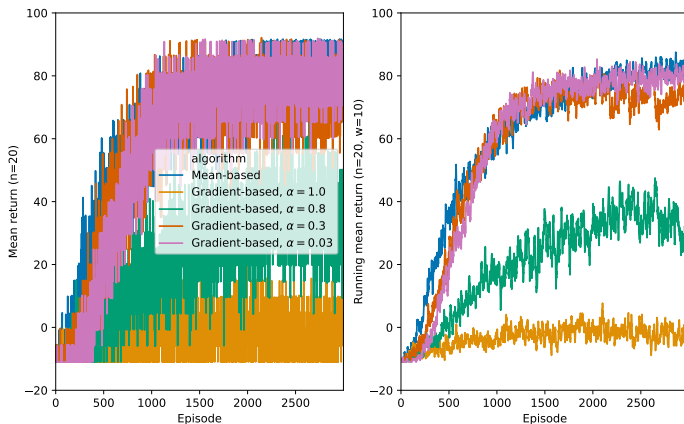 100
80
60
40
20
0
−20
Mean return (n=20)
0
500
1000
1500
2000
2500
Episode
algorithm
Mean-based
Gradient-based, α = 1.0
Gradient-based, α = 0.8
Gradient-based, α = 0.3
Gradient-based, α = 0.03
100
80
60
40
20
0
−20
Running mean return (n=20, w=10)
0
500
1000
1500
2000
2500
Episode